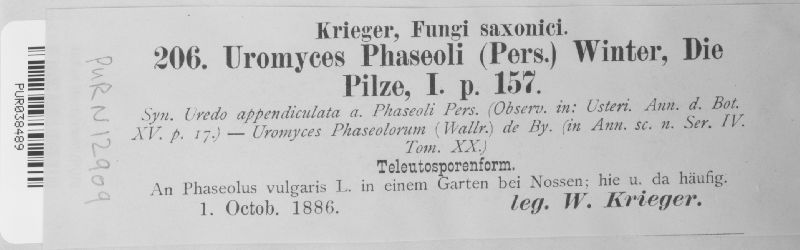 Krieger, Fungi saxonici.
206. Uromyces Phaseoli (Pers.) Winter, Die
Pilze, I. p. 157.
Syn. Uredo appendiculata a. Phaseoli Pers. (Observ. in: Usteri. Ann. d. Bot.
XV. p. 17.) — Uromyces Phaseolorum (Wallr.) de By. (in Ann. sc. n. Ser. IV.
Tom. XX.)
Teleutosporenform.
An Phaseolus vulgaris L. in einem Garten bei Nossen; hie u. da häufig.
1. Octob. 1886. leg. W. Krieger.
PUR038489
PUR N12909